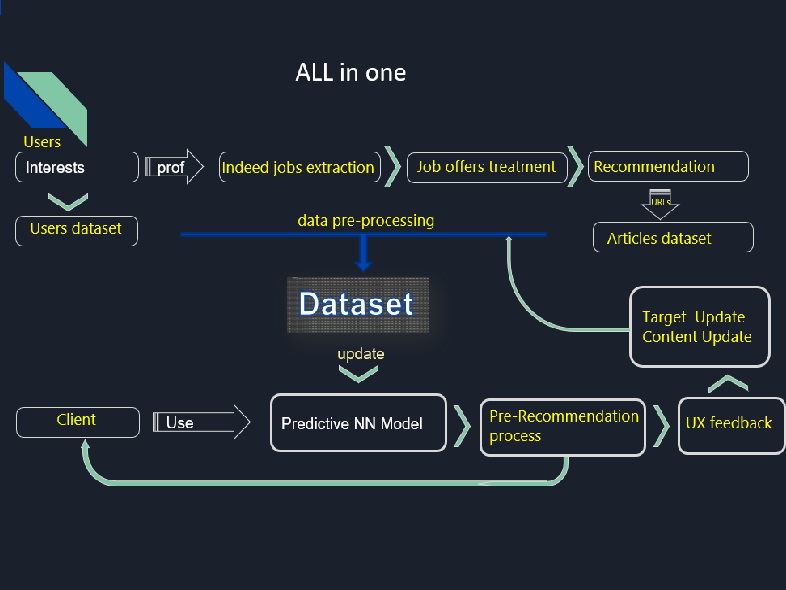 ALL in one
Users
Interests
prof
Indeed jobs extraction
Job offers treatment
Recommendation
URLs
Users dataset
data pre-processing
Articles dataset
Dataset
Target Update
Content Update
update
Client
Use
Predictive NN Model
Pre-Recommendation
process
UX feedback